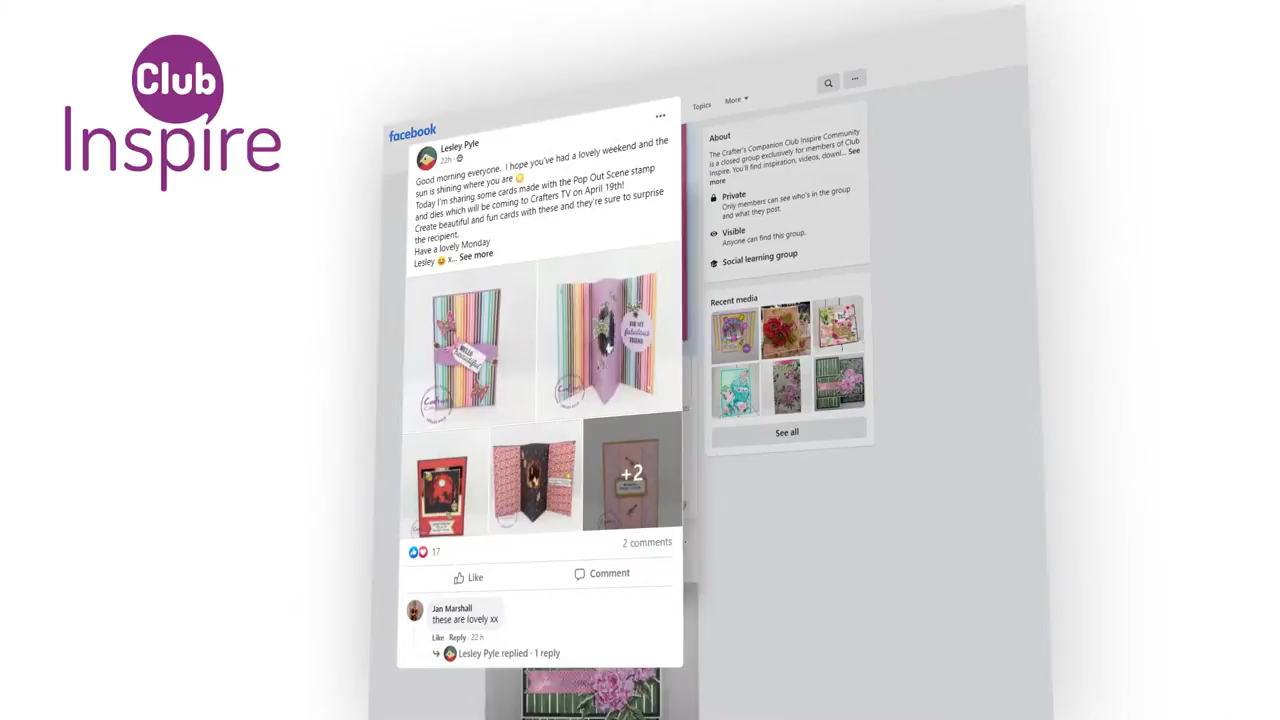 Club
Inspire
facebook
Lesley Pyle
22h
Good morning everyone. I hope you've had a lovely weekend and the
sun is shining where you are
Today I'm sharing some cards made with the Pop Out Scene stamp
and dies which will be coming to Crafters TV on April 19th!
Create beautiful and fun cards with these and they're sure to surprise
the recipient.
Have a lovely Monday
Lesley 😊 x... See more
HELLO
beautiful
YOU MY
fabulous
FRIEND
+2
17
2 comments
Like
Comment
Jan Marshall
these are lovely xx
Like · Reply · 22 h
Lesley Pyle replied · 1 reply
Topics
More
About
The Crafter's Companion Club Inspire Community
is a closed group exclusively for members of Club
Inspire. You'll find inspiration, videos, downl... See
more
Private
Only members can see who's in the group
and what they post.
Visible
Anyone can find this group.
Social learning group
Recent media
See all